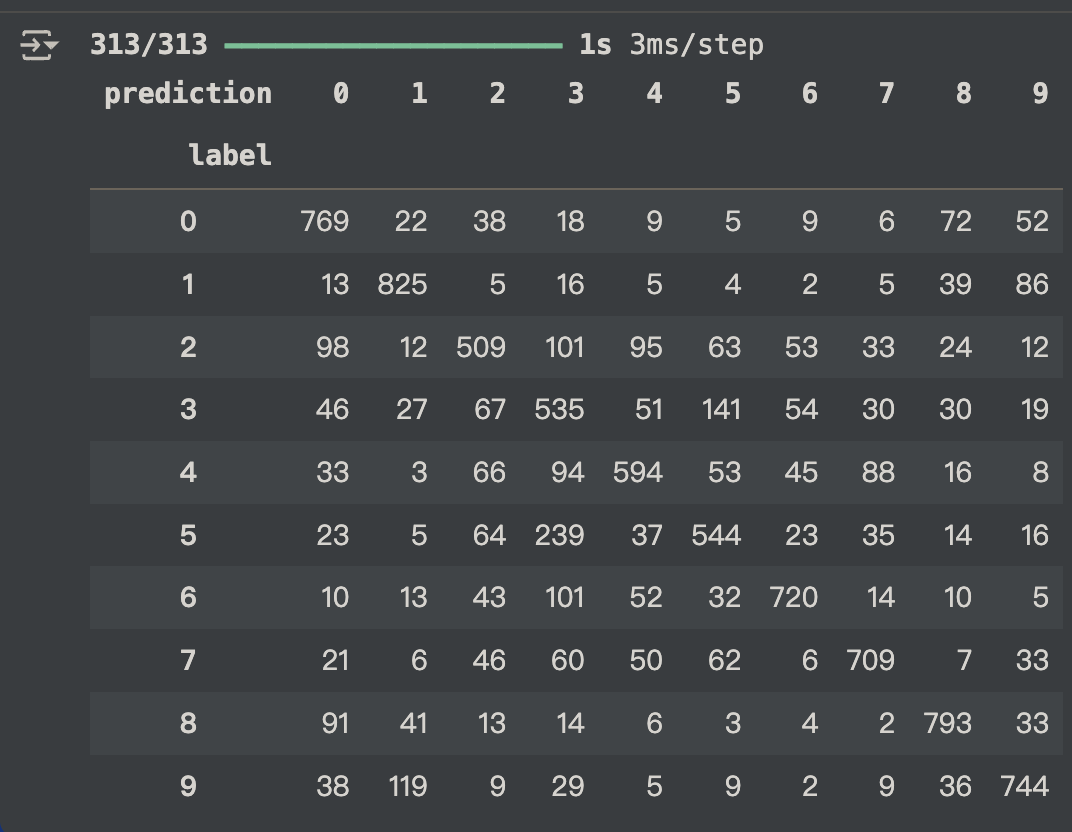 313/313 1s 3ms/step
prediction 0 1 2 3 4 5 6 7 8 9
label
0 769 22 38 18 9 5 9 6 72 52
1 13 825 5 16 5 4 2 5 39 86
2 98 12 509 101 95 63 53 33 24 12
3 46 27 67 535 51 141 54 30 30 19
4 33 3 66 94 594 53 45 88 16 8
5 23 5 64 239 37 544 23 35 14 16
6 10 13 43 101 52 32 720 14 10 5
7 21 6 46 60 50 62 6 709 7 33
8 91 41 13 14 6 3 4 2 793 33
9 38 119 9 29 5 9 2 9 36 744